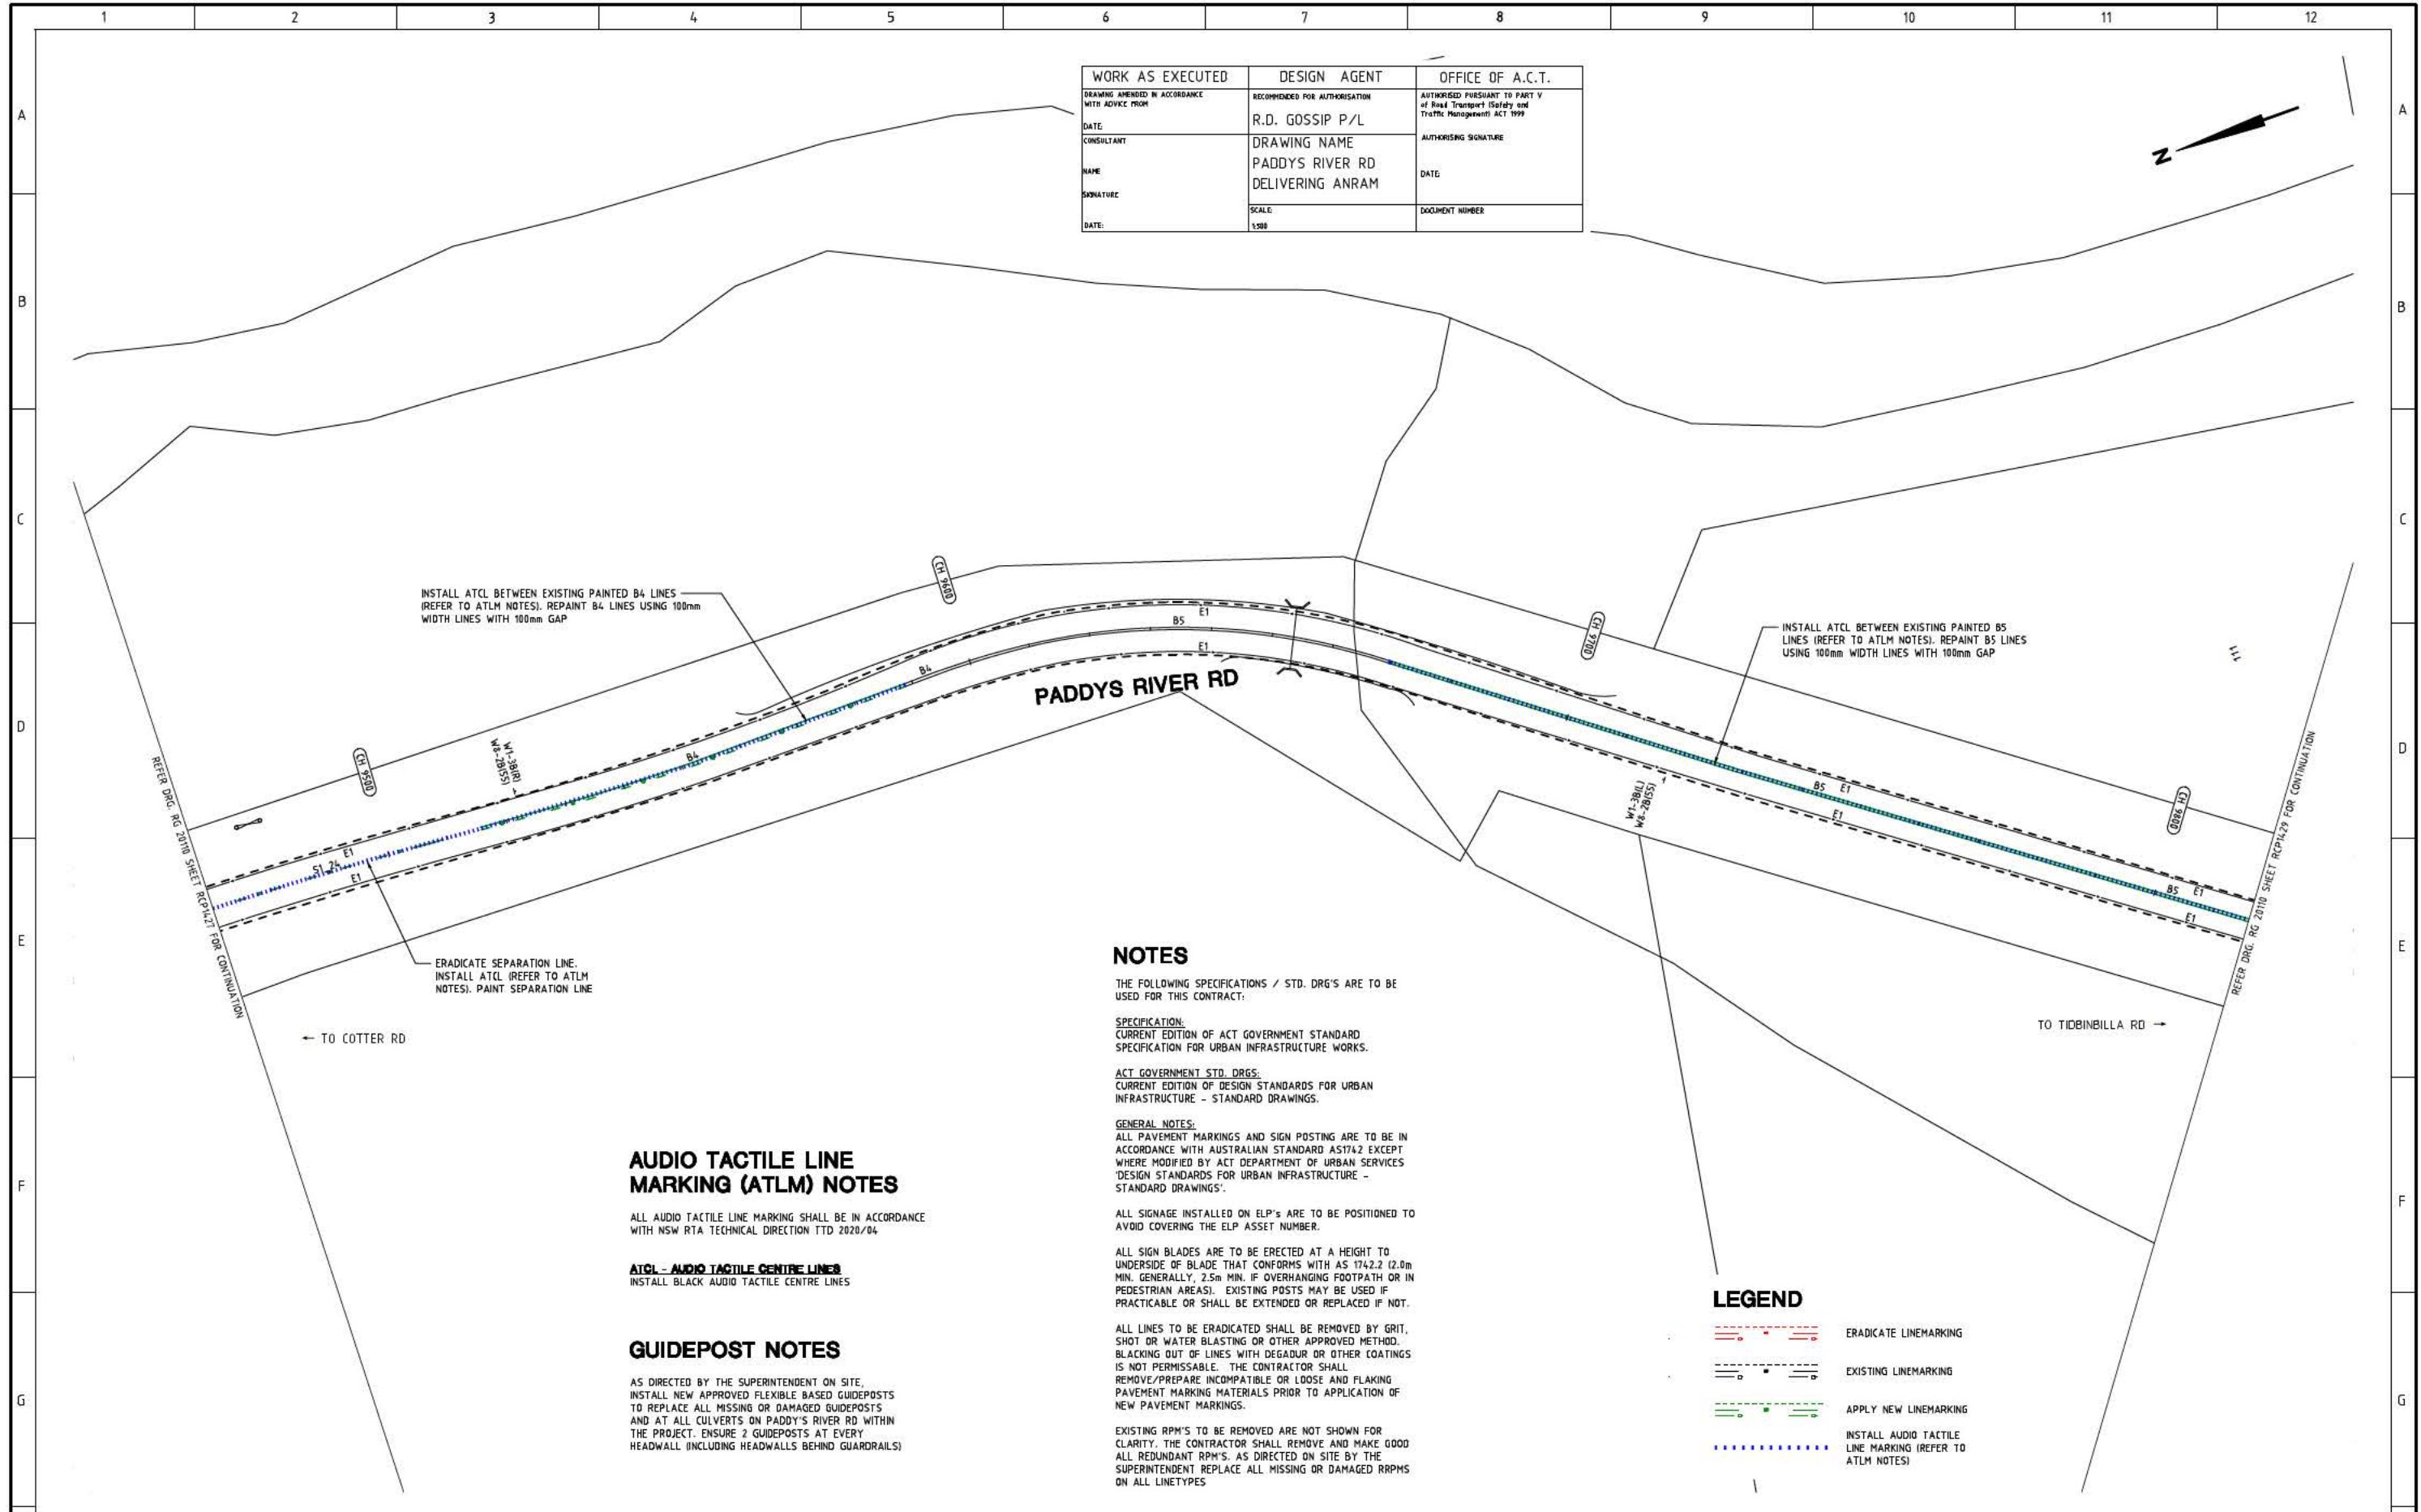 1 2 3 4 5 6 7 8 9 10 11 12
A A
B B
C C
D D
E E
F F
G G
WORK AS EXECUTED
DRAWING AMENDED IN ACCORDANCE
WITH ADVICE FROM
DATE:
CONSULTANT
NAME
SIGNATURE
DATE:
DESIGN AGENT
RECOMMENDED FOR AUTHORISATION
R.D. GOSSIP P/L
DRAWING NAME
PADDYS RIVER RD
DELIVERING ANRAM
SCALE:
1:500
OFFICE OF A.C.T.
AUTHORISED PURSUANT TO PART V
of Road Transport (Safety and
Traffic Management) ACT 1999
AUTHORISING SIGNATURE
DATE:
DOCUMENT NUMBER
N
INSTALL ATCL BETWEEN EXISTING PAINTED B4 LINES
(REFER TO ATLM NOTES). REPAINT B4 LINES USING 100mm
WIDTH LINES WITH 100mm GAP
CH 9600
E1
B5
E1
B4
PADDYS RIVER RD
CH 9700
INSTALL ATCL BETWEEN EXISTING PAINTED B5
LINES (REFER TO ATLM NOTES). REPAINT B5 LINES
USING 100mm WIDTH LINES WITH 100mm GAP
CH 9500
W1-3B(R)
W8-2B(55)
B4
W1-3B(L)
W8-2B(55)
B5 E1
E1
CH 9800
B5 E1
E1
S1 24 E1
E1
REFER DRG. RG 20110 SHEET RCP1427 FOR CONTINUATION
REFER DRG. RG 20110 SHEET RCP1429 FOR CONTINUATION
ERADICATE SEPARATION LINE.
INSTALL ATCL (REFER TO ATLM
NOTES). PAINT SEPARATION LINE
← TO COTTER RD
TO TIDBINBILLA RD →
AUDIO TACTILE LINE
MARKING (ATLM) NOTES
ALL AUDIO TACTILE LINE MARKING SHALL BE IN ACCORDANCE
WITH NSW RTA TECHNICAL DIRECTION TTD 2020/04
ATCL - AUDIO TACTILE CENTRE LINES
INSTALL BLACK AUDIO TACTILE CENTRE LINES
GUIDEPOST NOTES
AS DIRECTED BY THE SUPERINTENDENT ON SITE,
INSTALL NEW APPROVED FLEXIBLE BASED GUIDEPOSTS
TO REPLACE ALL MISSING OR DAMAGED GUIDEPOSTS
AND AT ALL CULVERTS ON PADDY'S RIVER RD WITHIN
THE PROJECT. ENSURE 2 GUIDEPOSTS AT EVERY
HEADWALL (INCLUDING HEADWALLS BEHIND GUARDRAILS)
NOTES
THE FOLLOWING SPECIFICATIONS / STD. DRG'S ARE TO BE
USED FOR THIS CONTRACT:
SPECIFICATION:
CURRENT EDITION OF ACT GOVERNMENT STANDARD
SPECIFICATION FOR URBAN INFRASTRUCTURE WORKS.
ACT GOVERNMENT STD. DRGS:
CURRENT EDITION OF DESIGN STANDARDS FOR URBAN
INFRASTRUCTURE - STANDARD DRAWINGS.
GENERAL NOTES:
ALL PAVEMENT MARKINGS AND SIGN POSTING ARE TO BE IN
ACCORDANCE WITH AUSTRALIAN STANDARD AS1742 EXCEPT
WHERE MODIFIED BY ACT DEPARTMENT OF URBAN SERVICES
'DESIGN STANDARDS FOR URBAN INFRASTRUCTURE -
STANDARD DRAWINGS'.
ALL SIGNAGE INSTALLED ON ELP's ARE TO BE POSITIONED TO
AVOID COVERING THE ELP ASSET NUMBER.
ALL SIGN BLADES ARE TO BE ERECTED AT A HEIGHT TO
UNDERSIDE OF BLADE THAT CONFORMS WITH AS 1742.2 (2.0m
MIN. GENERALLY, 2.5m MIN. IF OVERHANGING FOOTPATH OR IN
PEDESTRIAN AREAS). EXISTING POSTS MAY BE USED IF
PRACTICABLE OR SHALL BE EXTENDED OR REPLACED IF NOT.
ALL LINES TO BE ERADICATED SHALL BE REMOVED BY GRIT,
SHOT OR WATER BLASTING OR OTHER APPROVED METHOD.
BLACKING OUT OF LINES WITH DEGADUR OR OTHER COATINGS
IS NOT PERMISSABLE. THE CONTRACTOR SHALL
REMOVE/PREPARE INCOMPATIBLE OR LOOSE AND FLAKING
PAVEMENT MARKING MATERIALS PRIOR TO APPLICATION OF
NEW PAVEMENT MARKINGS.
EXISTING RPM'S TO BE REMOVED ARE NOT SHOWN FOR
CLARITY. THE CONTRACTOR SHALL REMOVE AND MAKE GOOD
ALL REDUNDANT RPM'S. AS DIRECTED ON SITE BY THE
SUPERINTENDENT REPLACE ALL MISSING OR DAMAGED RRPMS
ON ALL LINETYPES
LEGEND
ERADICATE LINEMARKING
EXISTING LINEMARKING
APPLY NEW LINEMARKING
INSTALL AUDIO TACTILE
LINE MARKING (REFER TO
ATLM NOTES)